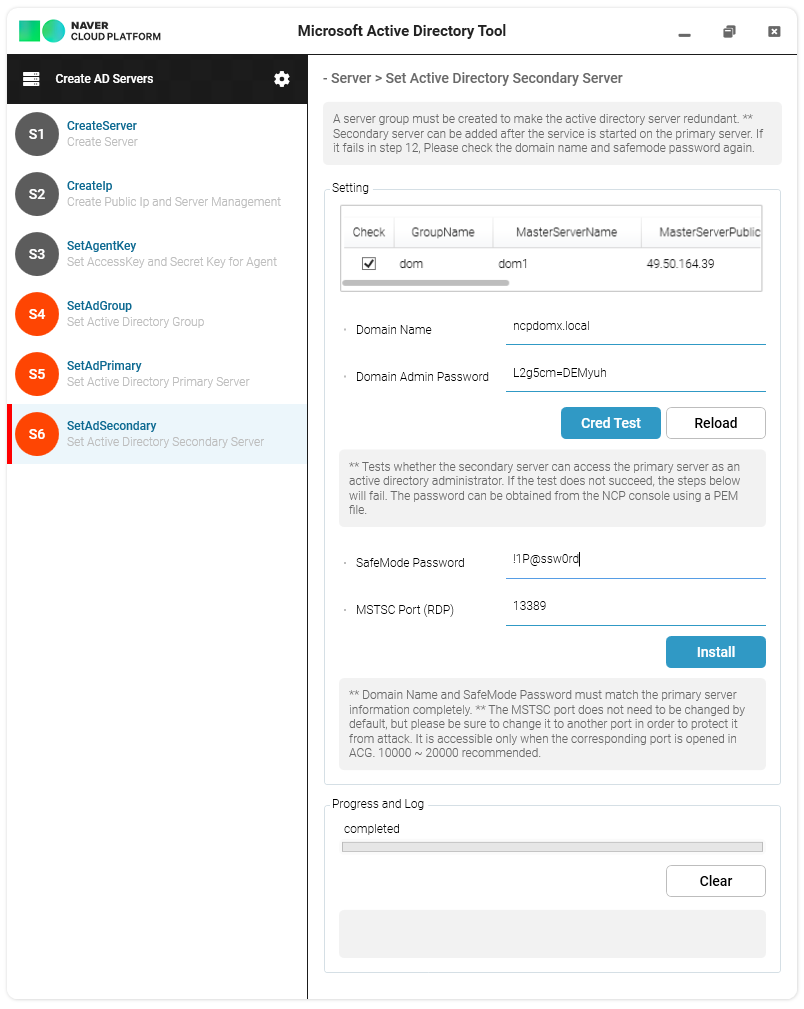 NAVER
CLOUD PLATFORM
Microsoft Active Directory Tool
Create AD Servers
S1
CreateServer
Create Server
S2
CreateIp
Create Public Ip and Server Management
S3
SetAgentKey
Set AccessKey and Secret Key for Agent
S4
SetAdGroup
Set Active Directory Group
S5
SetAdPrimary
Set Active Directory Primary Server
S6
SetAdSecondary
Set Active Directory Secondary Server
- Server > Set Active Directory Secondary Server
A server group must be created to make the active directory server redundant. **
Secondary server can be added after the service is started on the primary server. If
it fails in step 12, Please check the domain name and safemode password again.
Setting
Check GroupName MasterServerName MasterServerPublic
dom dom1 49.50.164.39
· Domain Name ncpdomx.local
· Domain Admin Password L2g5cm=DEMyuh
Cred Test Reload
** Tests whether the secondary server can access the primary server as an
active directory administrator. If the test does not succeed, the steps below
will fail. The password can be obtained from the NCP console using a PEM
file.
· SafeMode Password !1P@ssw0rd
· MSTSC Port (RDP) 13389
Install
** Domain Name and SafeMode Password must match the primary server
information completely. ** The MSTSC port does not need to be changed by
default, but please be sure to change it to another port in order to protect it
from attack. It is accessible only when the corresponding port is opened in
ACG. 10000 ~ 20000 recommended.
Progress and Log
completed
Clear